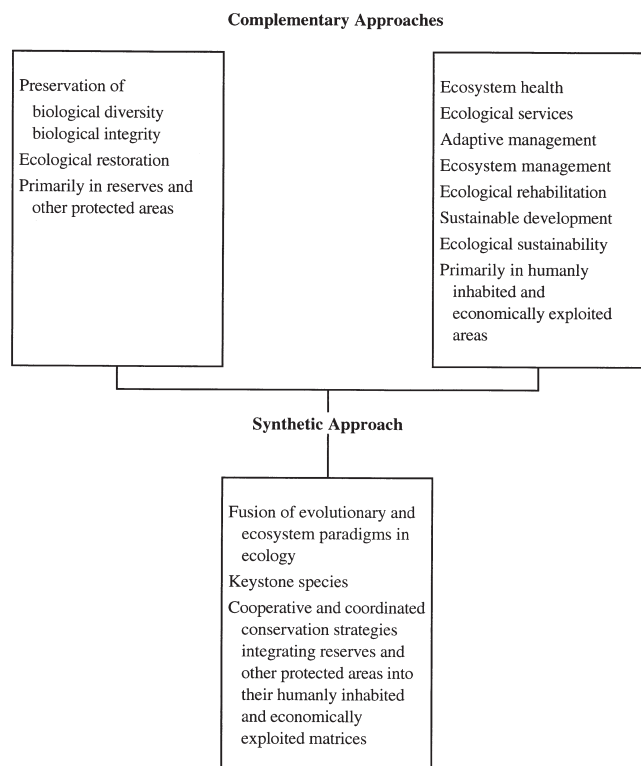 Complementary Approaches
Preservation of
biological diversity
biological integrity
Ecological restoration
Primarily in reserves and
other protected areas
Ecosystem health
Ecological services
Adaptive management
Ecosystem management
Ecological rehabilitation
Sustainable development
Ecological sustainability
Primarily in humanly
inhabited and
economically exploited
areas
Synthetic Approach
Fusion of evolutionary and
ecosystem paradigms in
ecology
Keystone species
Cooperative and coordinated
conservation strategies
integrating reserves and
other protected areas into
their humanly inhabited
and economically
exploited matrices